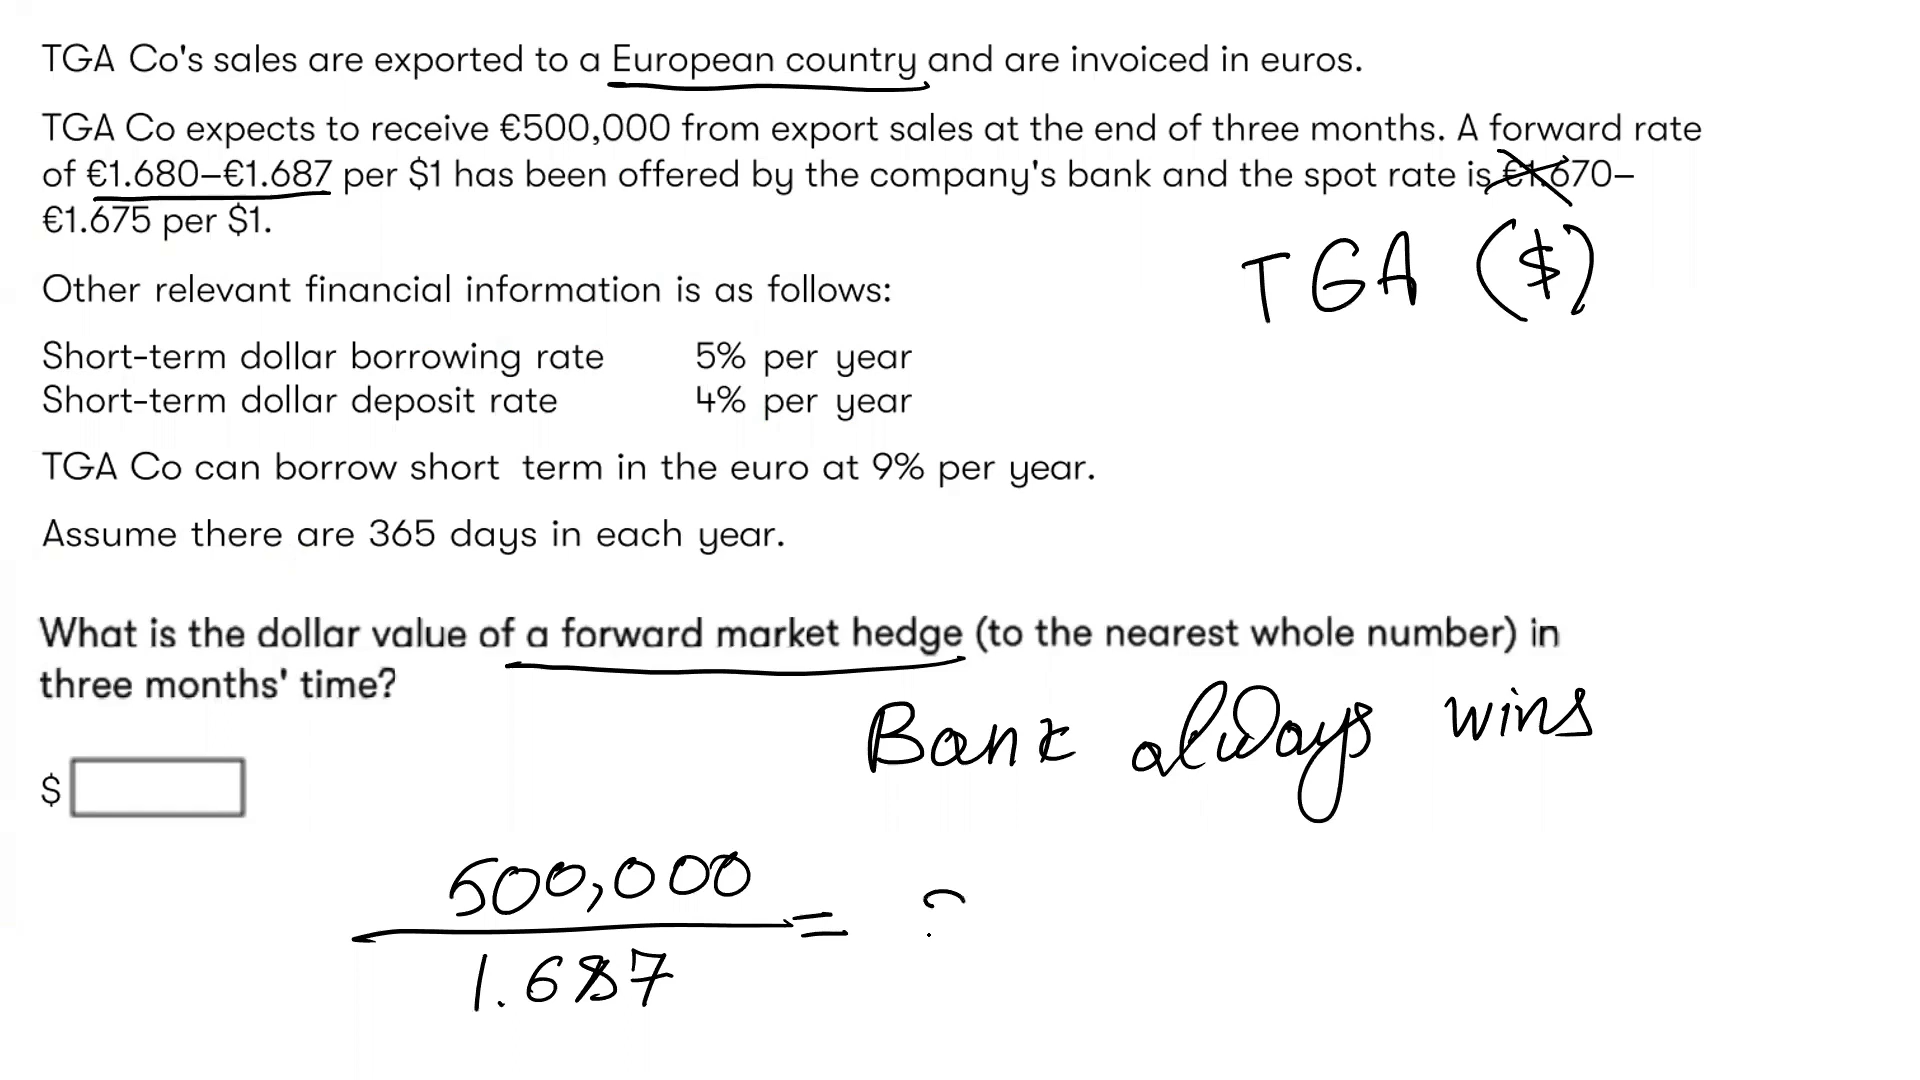 TGA Co's sales are exported to a European country and are invoiced in euros.
TGA Co expects to receive €500,000 from export sales at the end of three months. A forward rate
of €1.680–€1.687 per $1 has been offered by the company's bank and the spot rate is €1.670–
€1.675 per $1.
TGA ($)
Other relevant financial information is as follows:
Short-term dollar borrowing rate 5% per year
Short-term dollar deposit rate 4% per year
TGA Co can borrow short term in the euro at 9% per year.
Assume there are 365 days in each year.
What is the dollar value of a forward market hedge (to the nearest whole number) in
three months' time?
Bank always wins
$
500,000
= ?
1.687